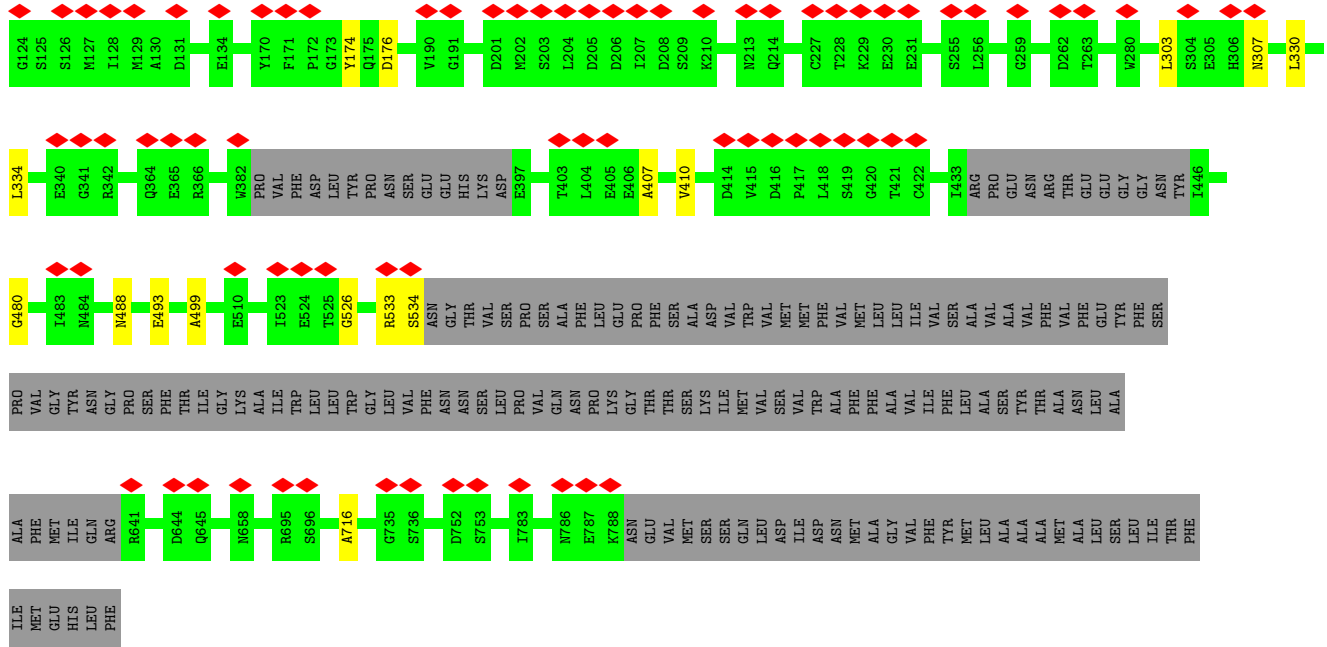 G124 S125 S126 M127 I128 M129 A130 D131 E134 Y170 F171 P172 G173 Y174 Q175 D176 V190 G191 D201 M202 S203 L204 D205 D206 I207 D208 S209 K210 N213 Q214 C227 T228 K229 E230 E231 S255 L256 G259 D262 T263 W280 L303 S304 E305 H306 N307 L330
L334 E340 G341 R342 Q364 E365 R366 W382 PRO VAL PHE ASP LEU TYR PRO ASN SER GLU GLU HIS LYS ASP E397 T403 L404 E405 E406 A407 V410 D414 V415 D416 P417 L418 S419 G420 T421 C422 I433 ARG PRO GLU ASN ARG THR GLU GLU GLY GLY ASN TYR I446
G480 I483 N484 N488 E493 A499 E510 I523 E524 T525 G526 R533 S534 ASN GLY THR VAL SER PRO SER ALA PHE LEU GLU PRO PHE SER ALA ASP VAL TRP VAL MET MET PHE VAL MET LEU LEU ILE VAL SER ALA VAL ALA VAL PHE VAL PHE GLU TYR PHE SER
PRO VAL GLY TYR ASN GLY PRO SER PHE THR ILE GLY LYS ALA ILE TRP LEU LEU TRP GLY LEU VAL PHE ASN ASN SER LEU PRO VAL GLN ASN PRO LYS GLY THR THR SER LYS ILE MET VAL SER VAL TRP ALA PHE PHE ALA VAL ILE PHE LEU ALA SER TYR THR ALA ASN LEU ALA
ALA PHE MET ILE GLN ARG R641 D644 Q645 N658 R695 S696 A716 G735 S736 D752 S753 I783 N786 E787 K788 ASN GLU VAL MET SER SER GLN LEU ASP ILE ASP ASN MET ALA GLY VAL PHE TYR MET LEU ALA ALA ALA MET ALA LEU SER LEU ILE THR PHE
ILE MET GLU HIS LEU PHE